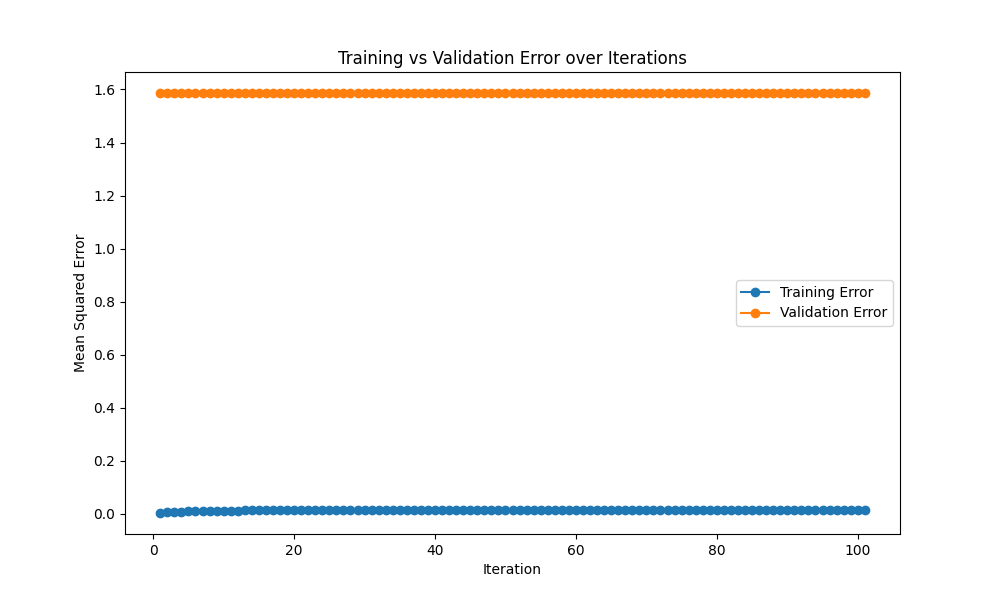 Training vs Validation Error over Iterations
1.6
1.4
1.2
1.0
0.8
0.6
0.4
0.2
0.0
Mean Squared Error
Training Error
Validation Error
0 20 40 60 80 100
Iteration